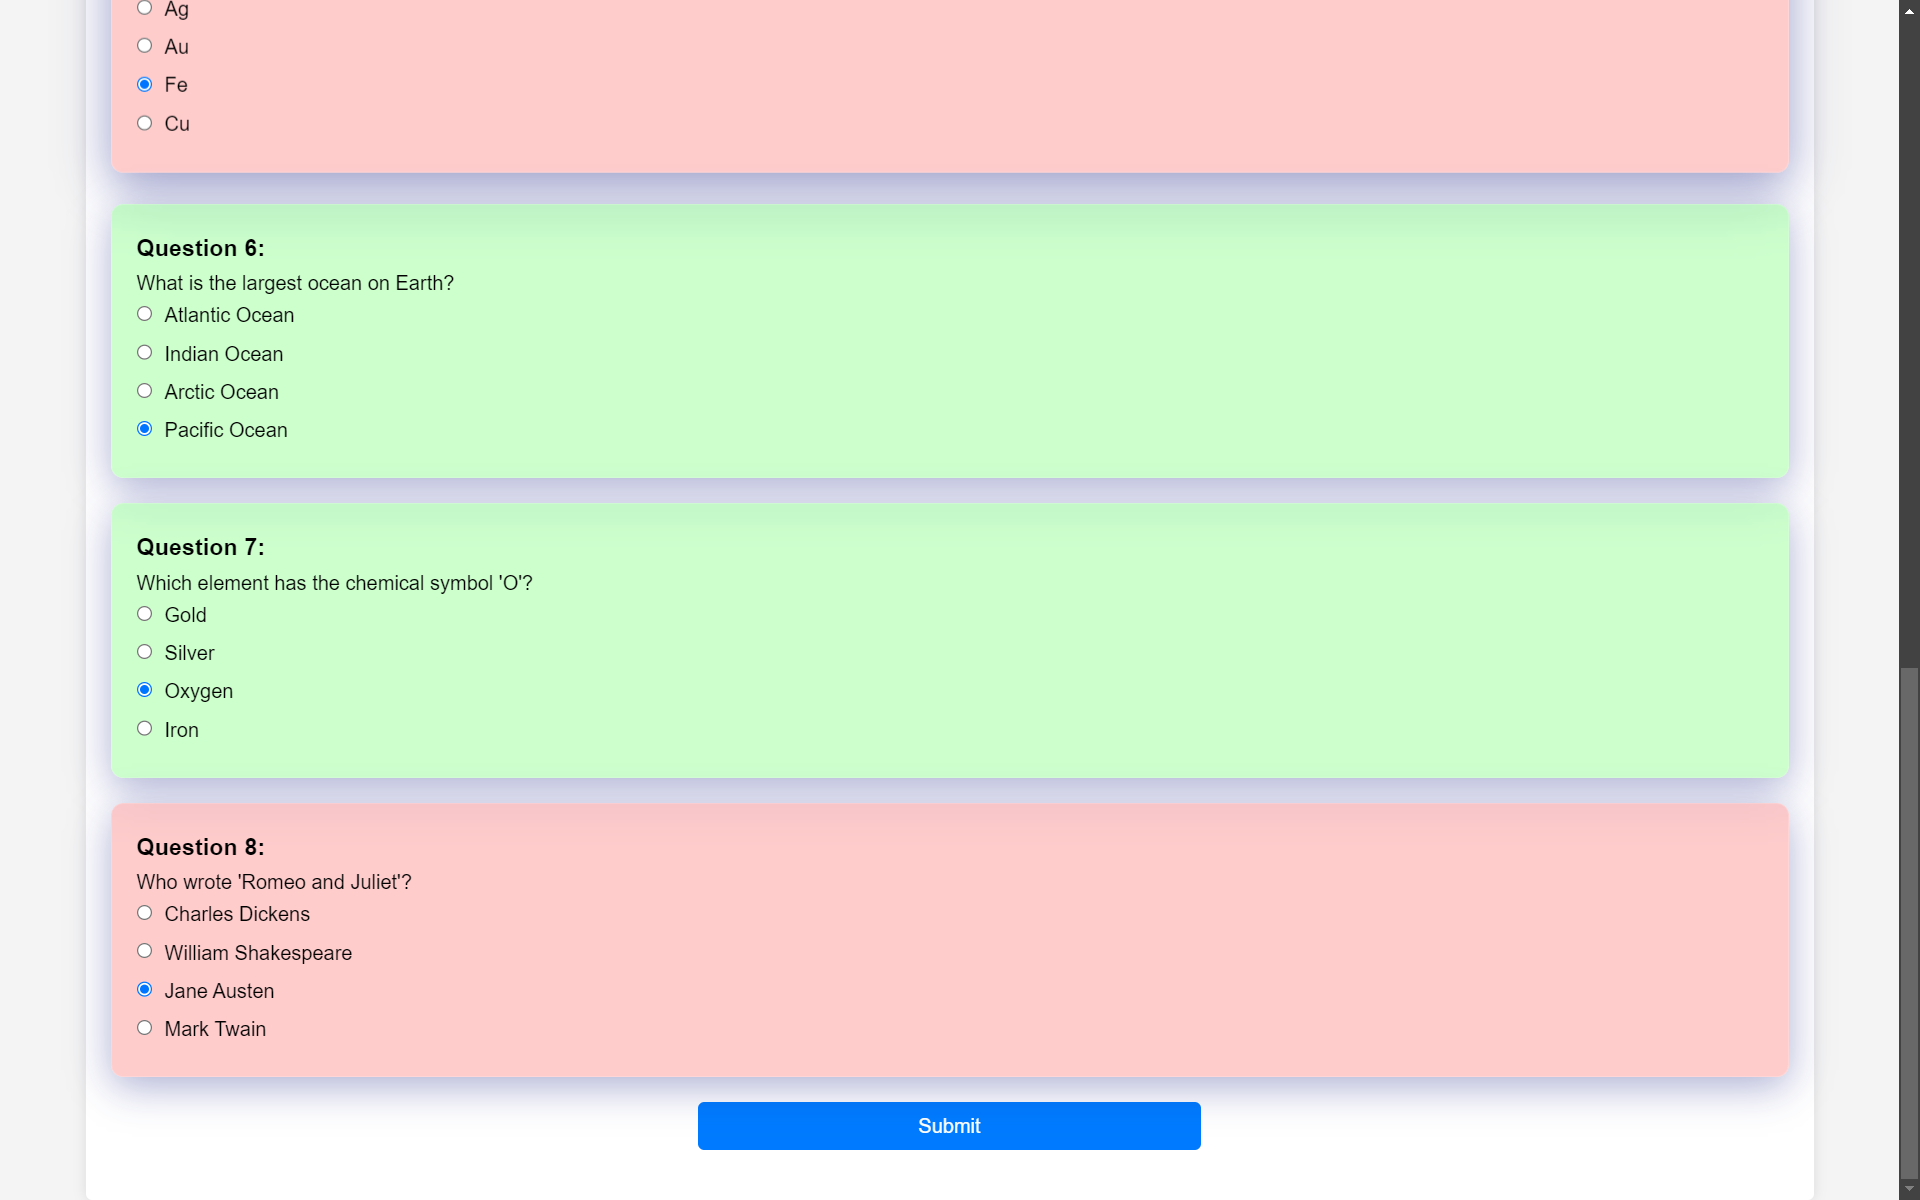 Ag
Au
Fe
Cu
Question 6:
What is the largest ocean on Earth?
Atlantic Ocean
Indian Ocean
Arctic Ocean
Pacific Ocean
Question 7:
Which element has the chemical symbol 'O'?
Gold
Silver
Oxygen
Iron
Question 8:
Who wrote 'Romeo and Juliet'?
Charles Dickens
William Shakespeare
Jane Austen
Mark Twain
Submit